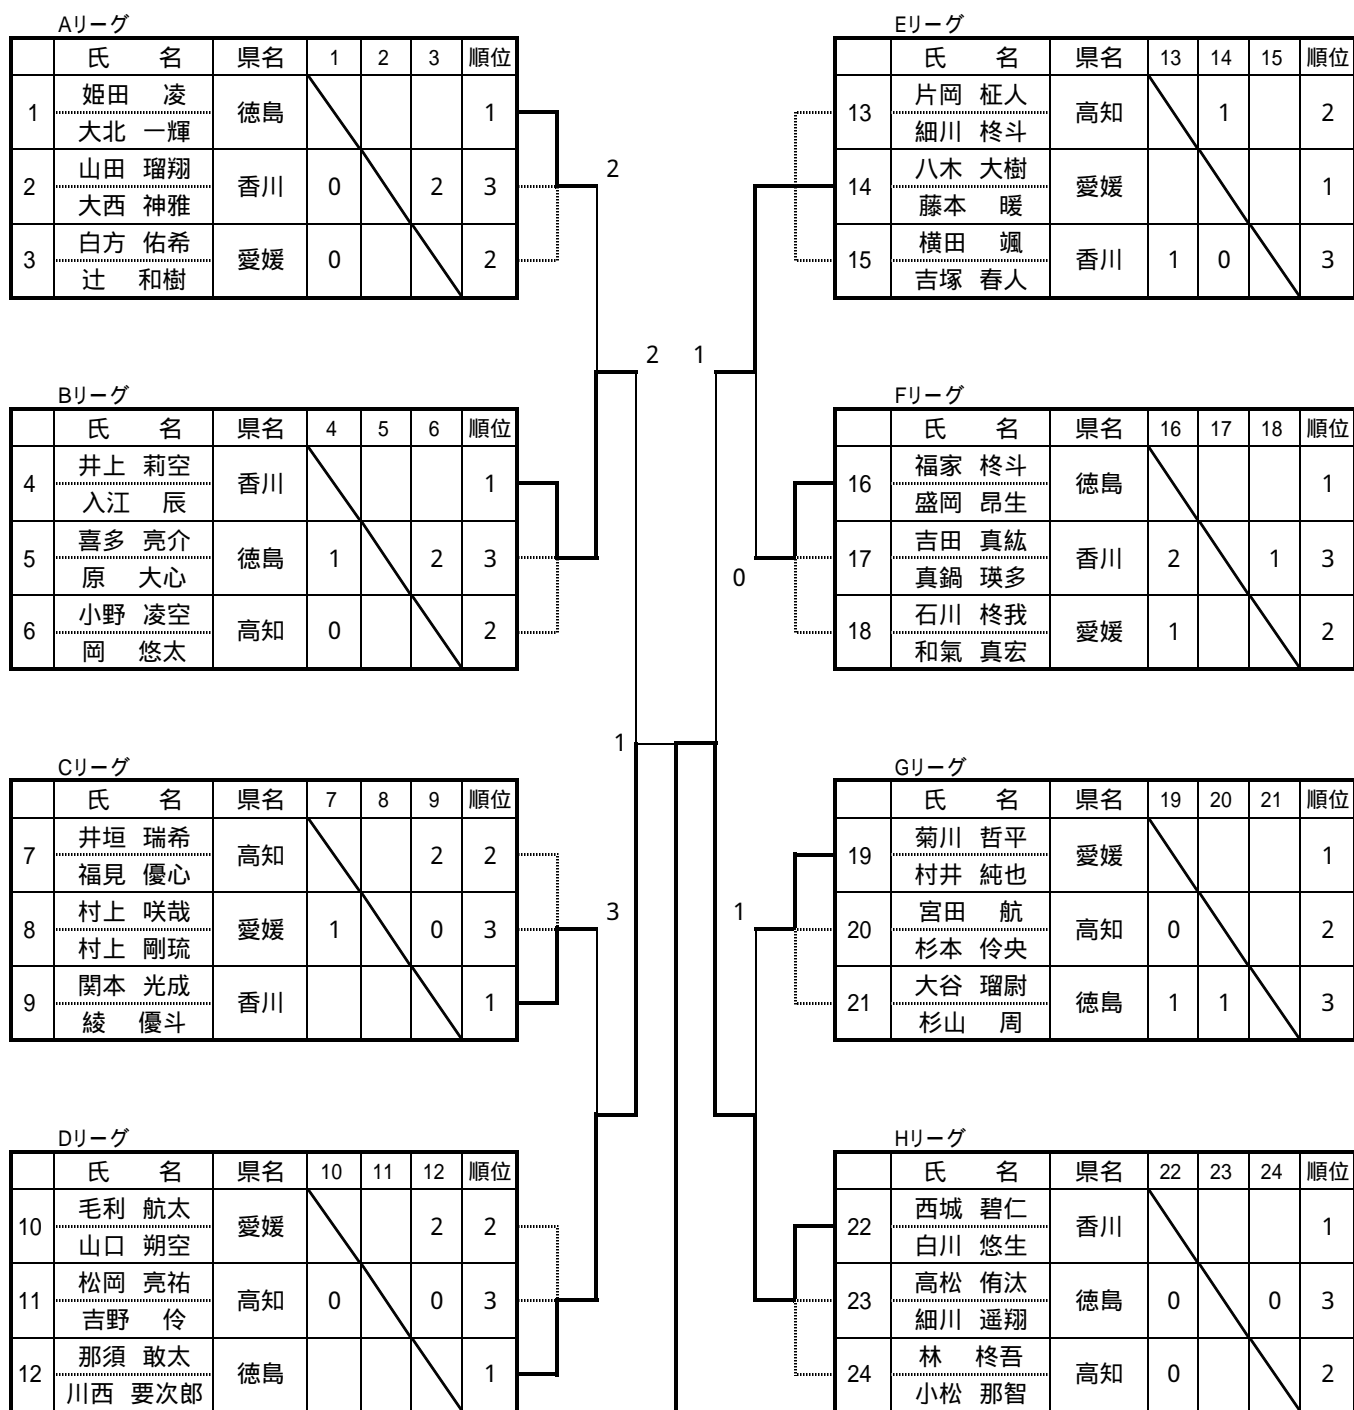 Aリーグ
氏 名 県名 1 2 3 順位
1 姫田 凌 徳島 1
大北 一輝
2 山田 瑠翔 香川 0 2 3
大西 神雅
3 白方 佑希 愛媛 0 2
辻 和樹
2
Bリーグ
氏 名 県名 4 5 6 順位
4 井上 莉空 香川 1
入江 辰
5 喜多 亮介 徳島 1 2 3
原 大心
6 小野 凌空 高知 0 2
岡 悠太
2
1
Cリーグ
氏 名 県名 7 8 9 順位
7 井垣 瑞希 高知 2 2
福見 優心
8 村上 咲哉 愛媛 1 0 3
村上 剛琉
9 関本 光成 香川 1
綾 優斗
3
Dリーグ
氏 名 県名 10 11 12 順位
10 毛利 航太 愛媛 2 2
山口 朔空
11 松岡 亮祐 高知 0 0 3
吉野 伶
12 那須 敢太 徳島 1
川西 要次郎
Eリーグ
氏 名 県名 13 14 15 順位
13 片岡 柾人 高知 1 2
細川 柊斗
14 八木 大樹 愛媛 1
藤本 暖
15 横田 颯 香川 1 0 3
吉塚 春人
1
Fリーグ
氏 名 県名 16 17 18 順位
16 福家 柊斗 徳島 1
盛岡 昂生
17 吉田 真紘 香川 2 1 3
真鍋 瑛多
18 石川 柊我 愛媛 1 2
和氣 真宏
0
Gリーグ
氏 名 県名 19 20 21 順位
19 菊川 哲平 愛媛 1
村井 純也
20 宮田 航 高知 0 2
杉本 伶央
21 大谷 瑠尉 徳島 1 1 3
杉山 周
1
Hリーグ
氏 名 県名 22 23 24 順位
22 西城 碧仁 香川 1
白川 悠生
23 高松 侑汰 徳島 0 0 3
細川 遥翔
24 林 柊吾 高知 0 2
小松 那智